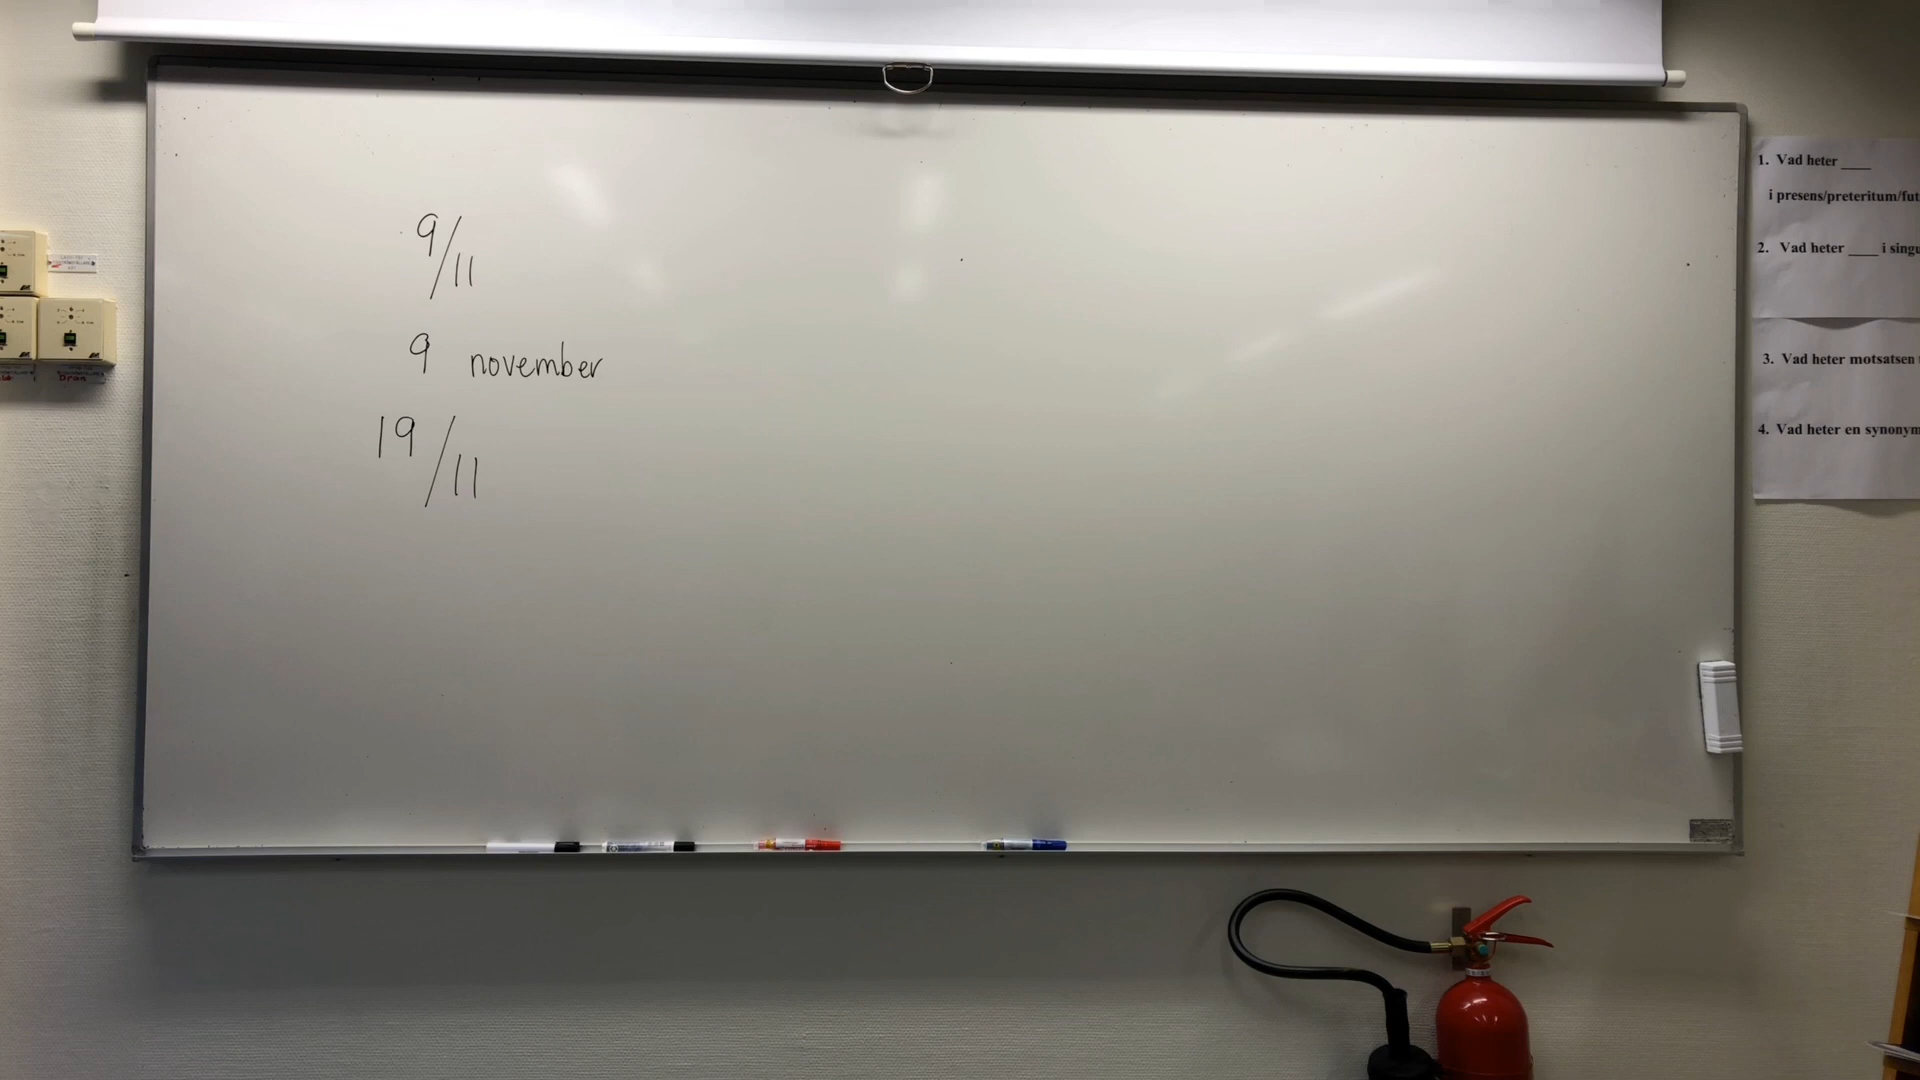 9/11
9 november
19/11
1. Vad heter ____
i presens/preteritum/fut
2. Vad heter ____ i singu
3. Vad heter motsatsen
4. Vad heter en synonym
Dran